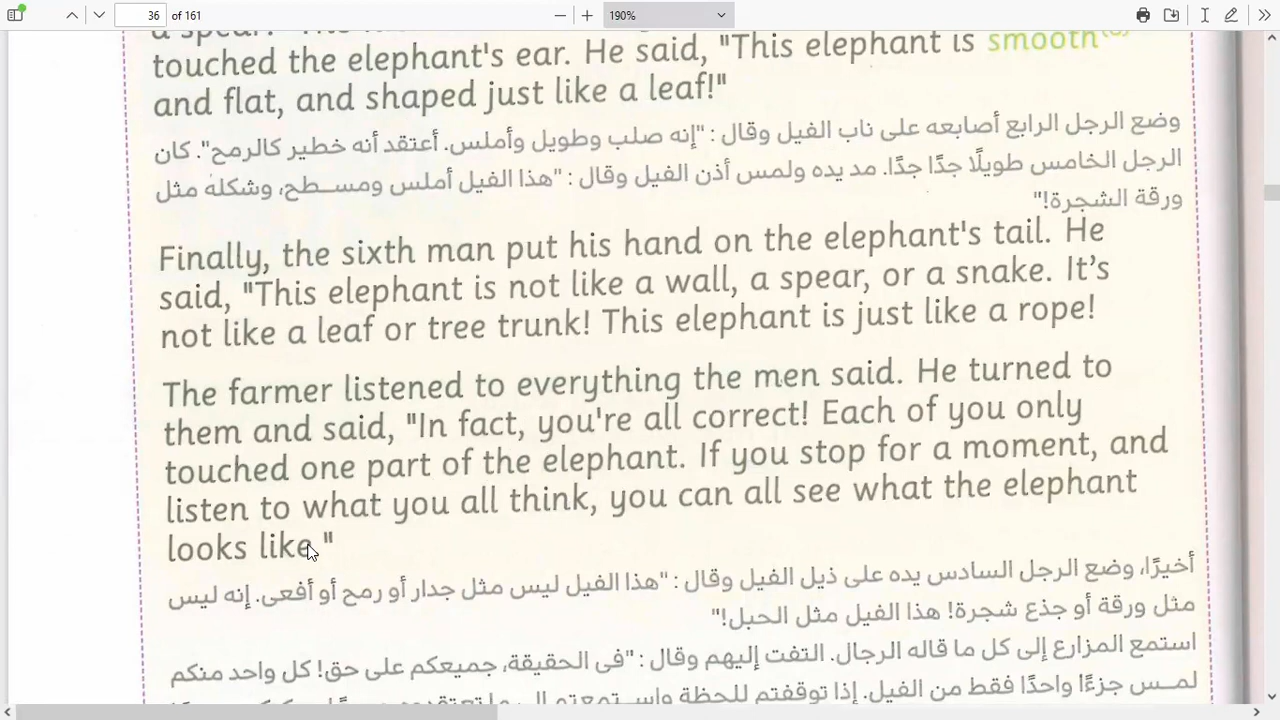 36 of 161
190%
touched the elephant's ear. He said, "This elephant is smooth
and flat, and shaped just like a leaf!"
وضع الرجل الرابع أصابعه على ناب الفيل وقال : "إنه صلب وطويل وأملس. أعتقد أنه خطير كالرمح". كان
الرجل الخامس طويلًا جدًا جدًا. مد يده ولمس أذن الفيل وقال : "هذا الفيل أملس ومسطح، وشكله مثل
ورقة الشجرة!"
Finally, the sixth man put his hand on the elephant's tail. He
said, "This elephant is not like a wall, a spear, or a snake. It’s
not like a leaf or tree trunk! This elephant is just like a rope!
The farmer listened to everything the men said. He turned to
them and said, "In fact, you're all correct! Each of you only
touched one part of the elephant. If you stop for a moment, and
listen to what you all think, you can all see what the elephant
looks like."
أخيرًا، وضع الرجل السادس يده على ذيل الفيل وقال : "هذا الفيل ليس مثل جدار أو رمح أو أفعى. إنه ليس
مثل ورقة أو جذع شجرة! هذا الفيل مثل الحبل!"
استمع المزارع إلى كل ما قاله الرجال. التفت إليهم وقال : "فى الحقيقة، جميعكم على حق! كل واحد منكم
لمس جزءًا واحدًا فقط من الفيل. إذا توقفتم للحظة واستمعتم